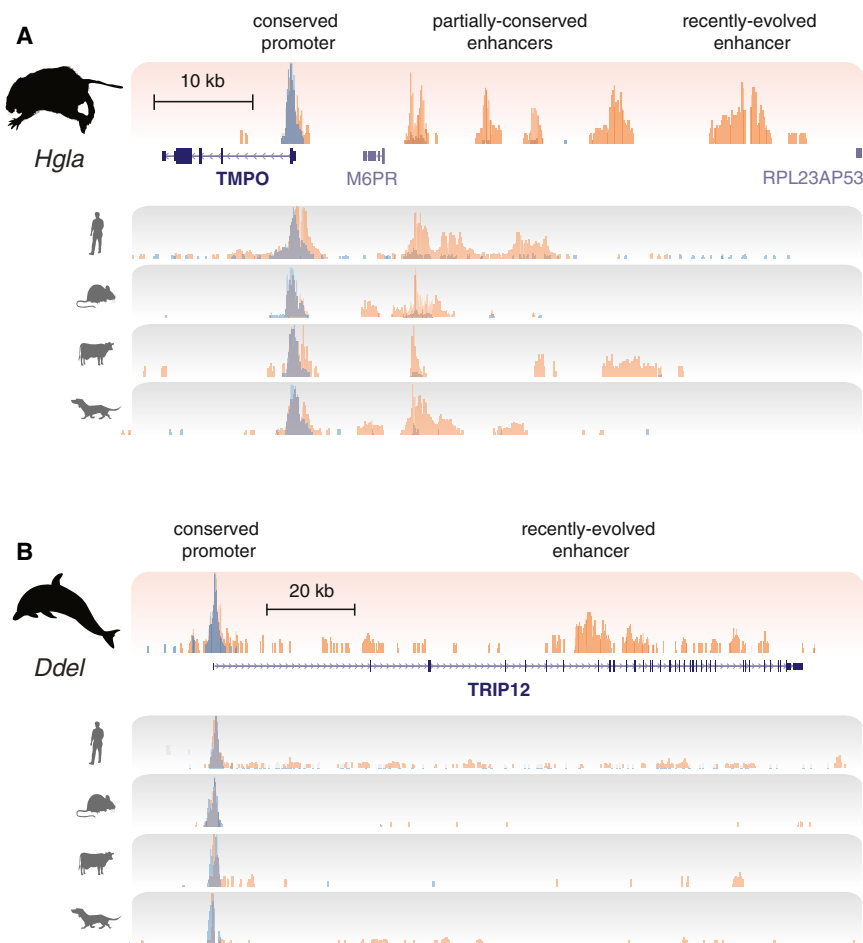 A
conserved
promoter
partially-conserved
enhancers
recently-evolved
enhancer
10 kb
Hgla
TMPO
M6PR
RPL23AP53
B
conserved
promoter
recently-evolved
enhancer
20 kb
Ddel
TRIP12